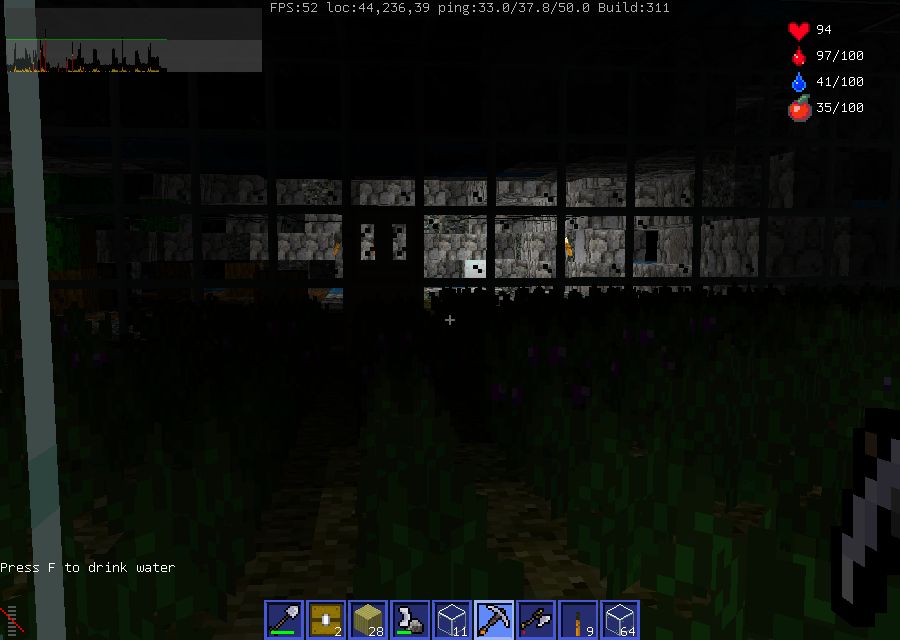 FPS:52 loc:44,236,39 ping:33.0/37.8/50.0 Build:311
94
97/100
41/100
35/100
Press F to drink water
2 28 11 9 64